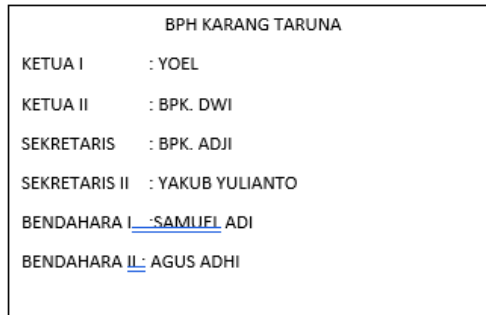 BPH KARANG TARUNA
KETUA I : YOEL
KETUA II : BPK. DWI
SEKRETARIS : BPK. ADJI
SEKRETARIS II : YAKUB YULIANTO
BENDAHARA I :SAMUEL ADI
BENDAHARA II : AGUS ADHI